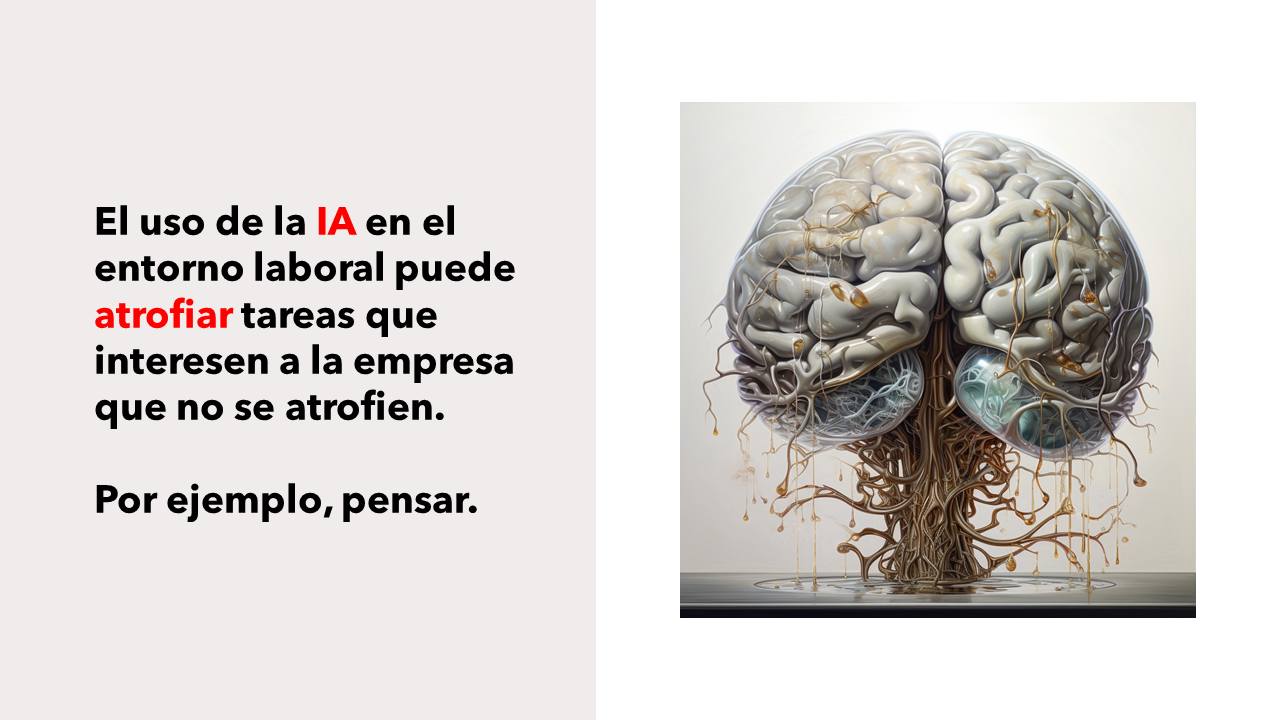 El uso de la IA en el
entorno laboral puede
atrofiar tareas que
interesen a la empresa
que no se atrofien.
Por ejemplo, pensar.